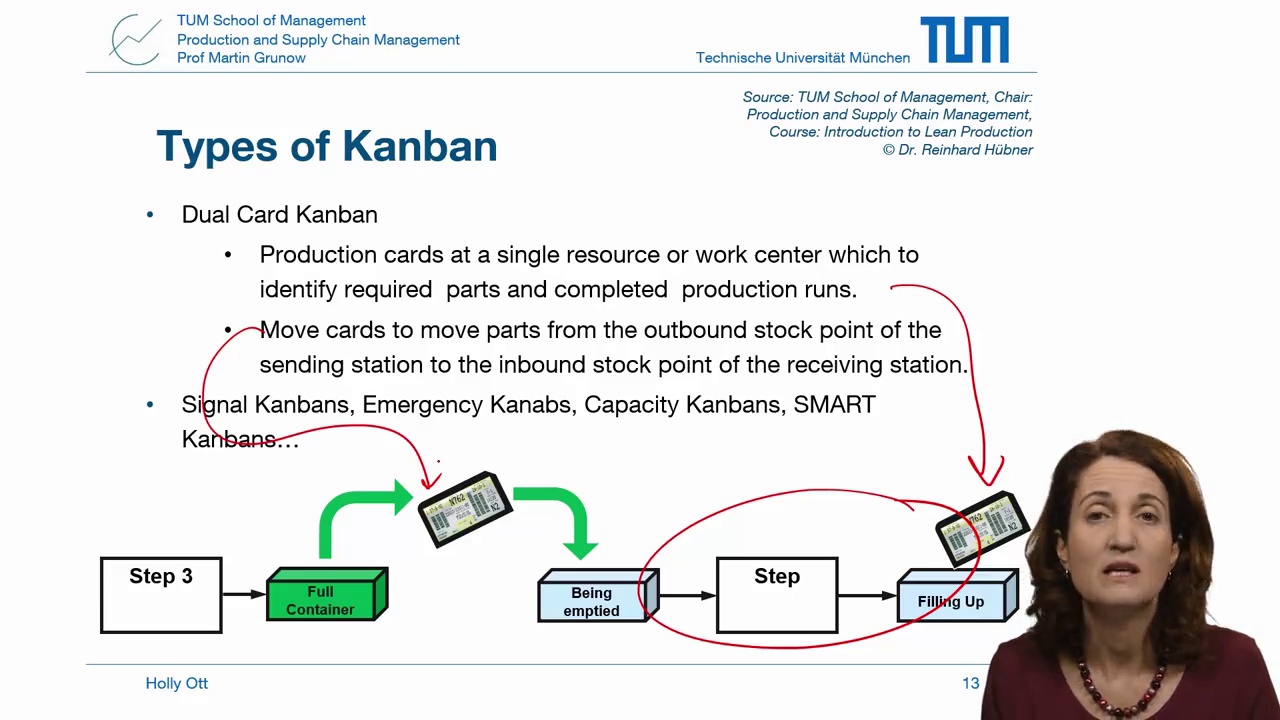 TUM School of Management
Production and Supply Chain Management
Prof Martin Grunow
Technische Universität München
TUM
Source: TUM School of Management, Chair:
Production and Supply Chain Management,
Course: Introduction to Lean Production
© Dr. Reinhard Hübner
Types of Kanban
• Dual Card Kanban
• Production cards at a single resource or work center which to
identify required parts and completed production runs.
• Move cards to move parts from the outbound stock point of the
sending station to the inbound stock point of the receiving station.
• Signal Kanbans, Emergency Kanabs, Capacity Kanbans, SMART
Kanbans…
N762
N2
N762
N2
Step 3
Full
Container
Being
emptied
Step
Filling Up
Holly Ott
13